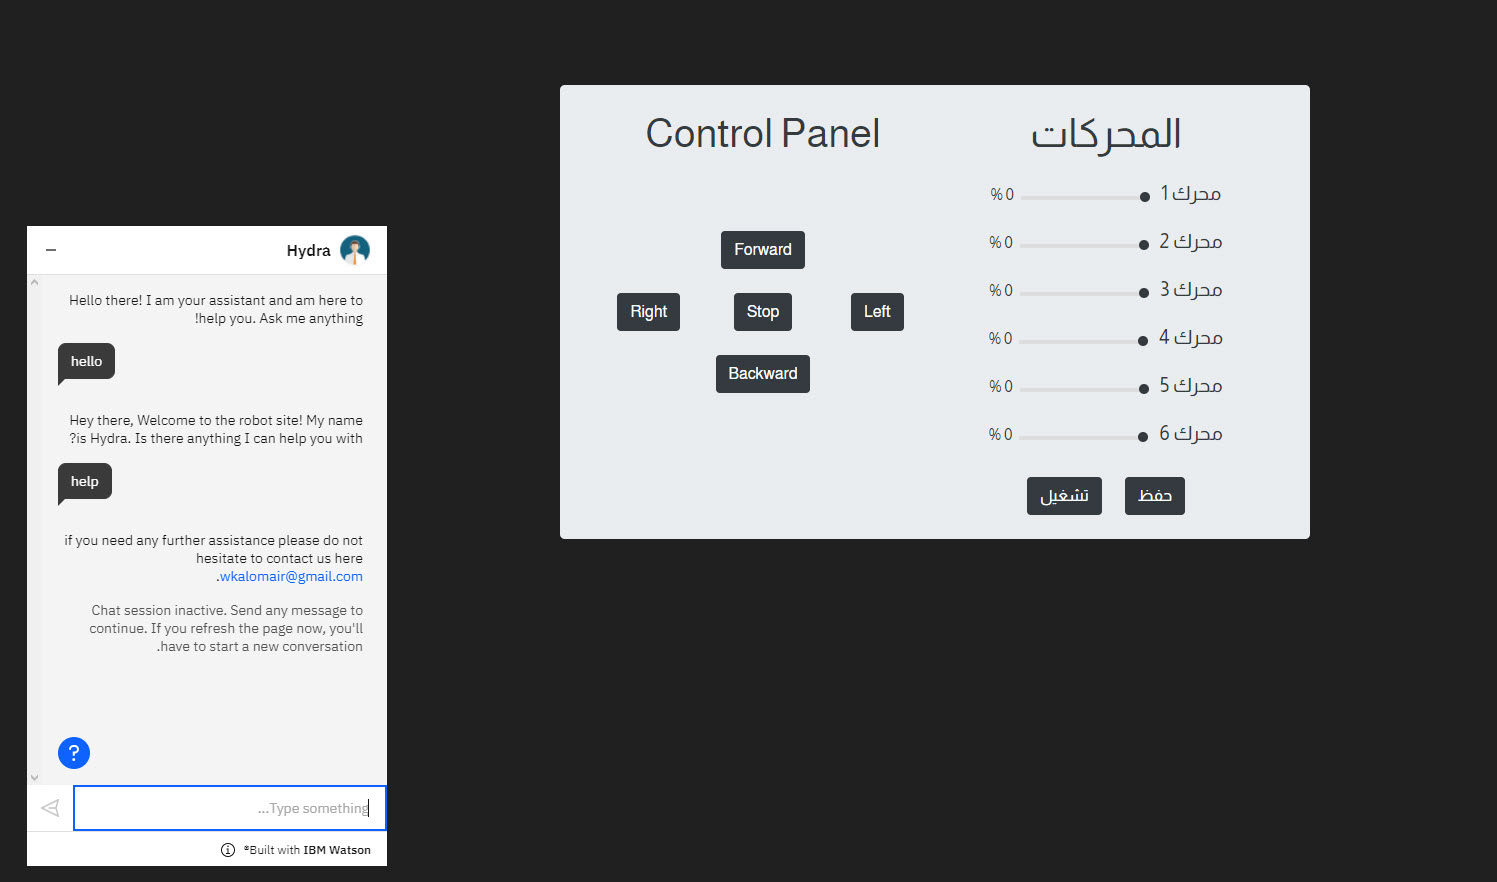 Control Panel
Forward
Right
Stop
Left
Backward
المحركات
محرك 1
0 %
محرك 2
0 %
محرك 3
0 %
محرك 4
0 %
محرك 5
0 %
محرك 6
0 %
حفظ
تشغيل
Hydra
Hello there! I am your assistant and am here to
!help you. Ask me anything
hello
Hey there, Welcome to the robot site! My name
?is Hydra. Is there anything I can help you with
help
if you need any further assistance please do not
hesitate to contact us here
.wkalomair@gmail.com
Chat session inactive. Send any message to
continue. If you refresh the page now, you'll
.have to start a new conversation
?
...Type something
®Built with IBM Watson